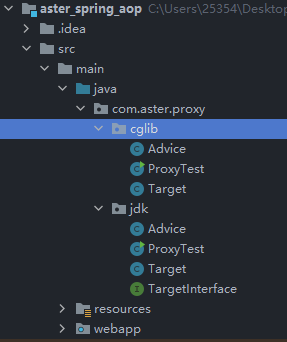 aster_spring_aop C:\Users\25354\Desktop
.idea
src
main
java
com.aster.proxy
cglib
C Advice
C ProxyTest
C Target
jdk
C Advice
C ProxyTest
C Target
I TargetInterface
resources
webapp